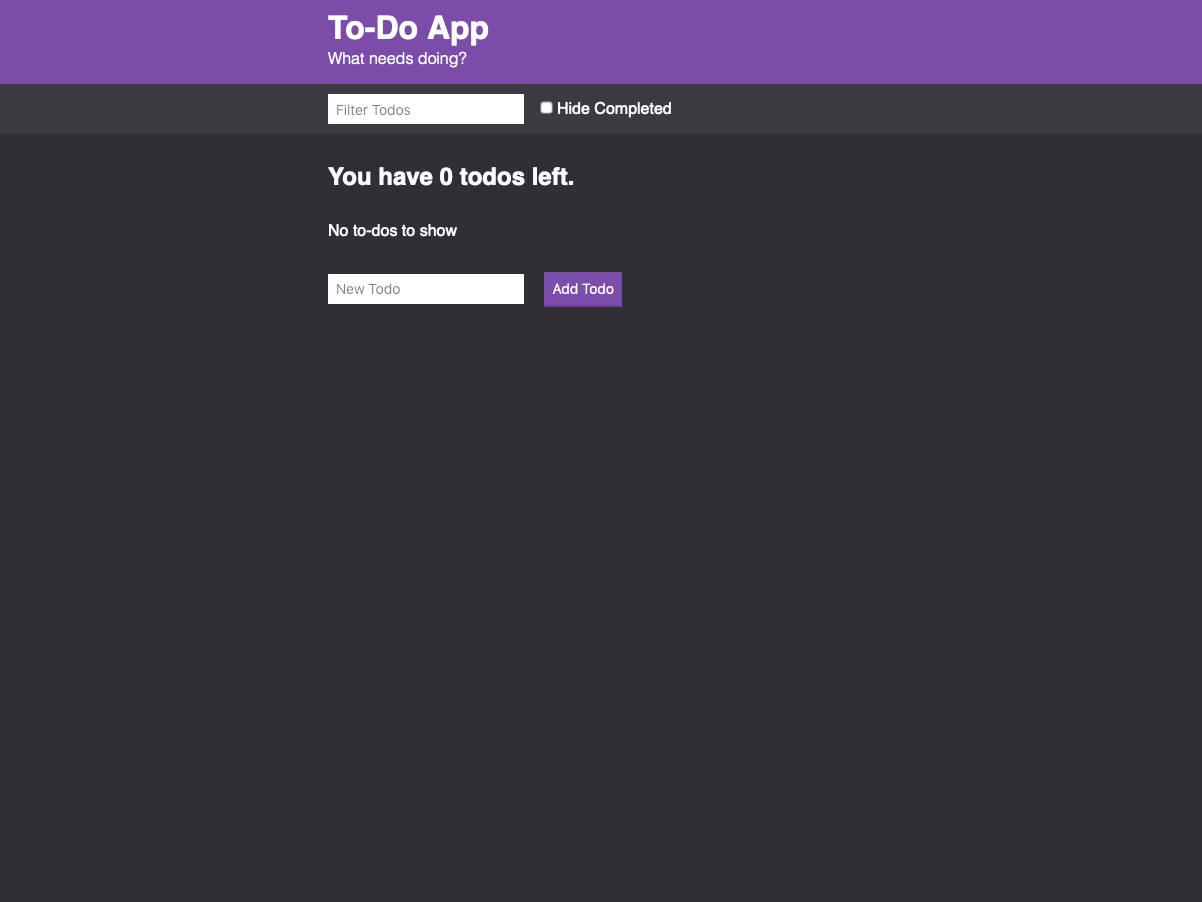 To-Do App
What needs doing?
Filter Todos
Hide Completed
You have 0 todos left.
No to-dos to show
New Todo
Add Todo